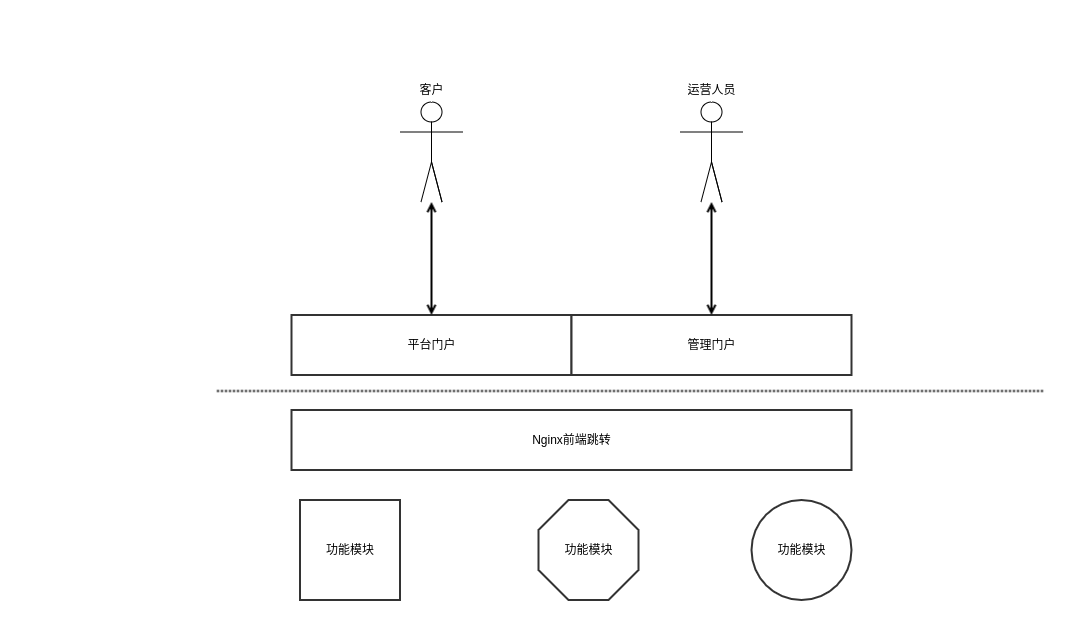 客户
运营人员
平台门户
管理门户
Nginx前端跳转
功能模块
功能模块
功能模块